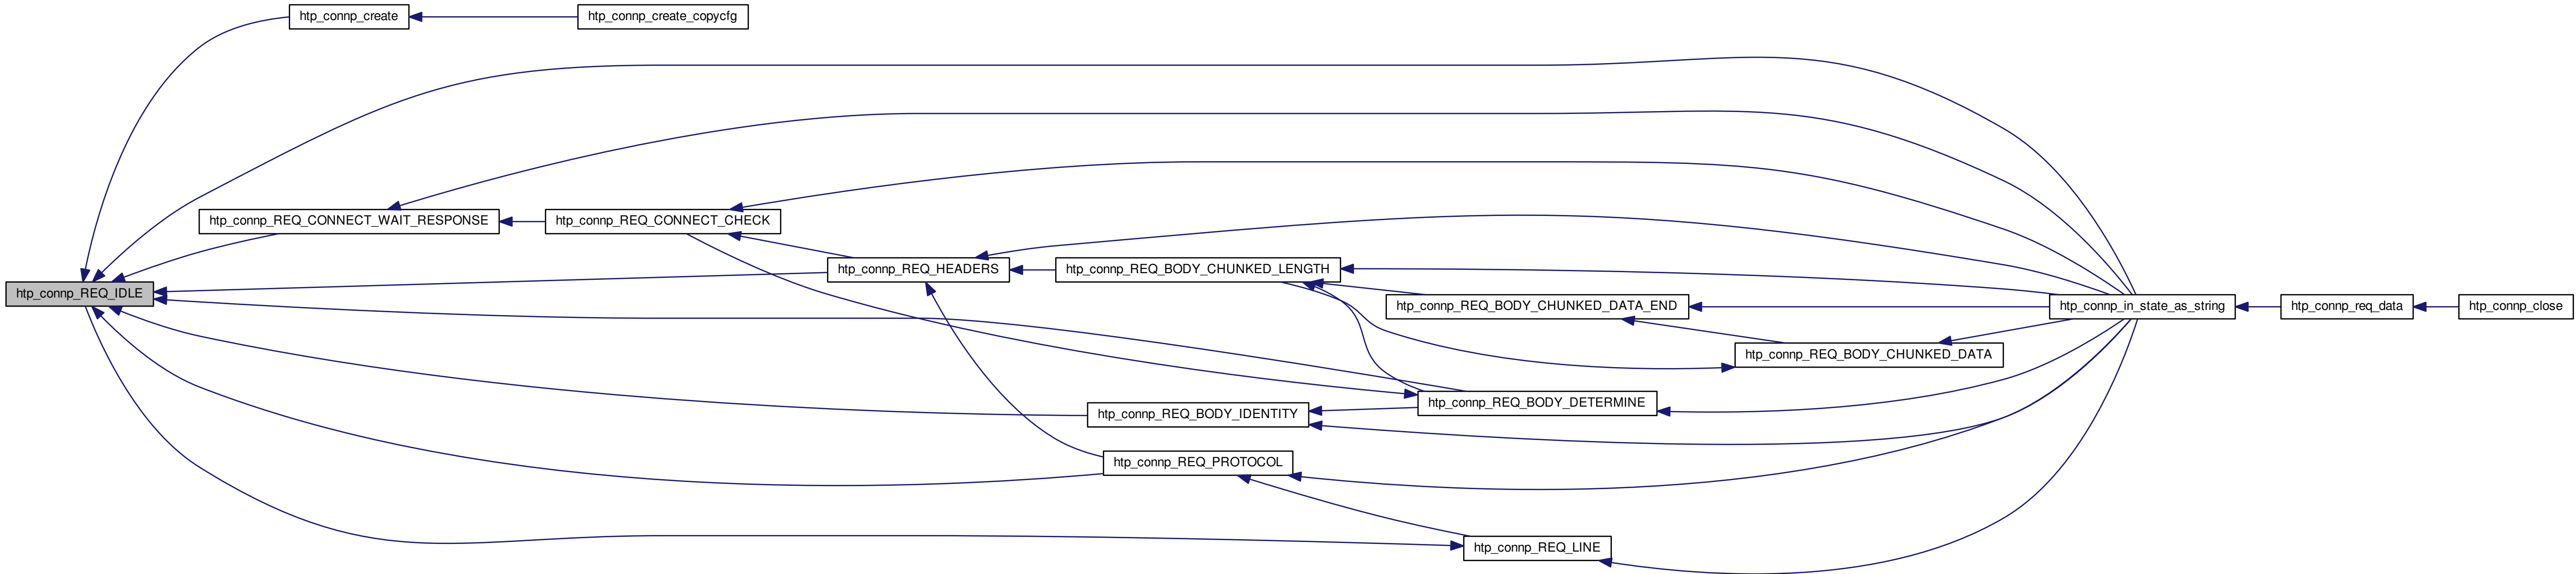 htp_connp_create
htp_connp_create_copycfg
htp_connp_REQ_CONNECT_WAIT_RESPONSE
htp_connp_REQ_CONNECT_CHECK
htp_connp_REQ_HEADERS
htp_connp_REQ_BODY_CHUNKED_LENGTH
htp_connp_REQ_IDLE
htp_connp_REQ_BODY_CHUNKED_DATA_END
htp_connp_in_state_as_string
htp_connp_req_data
htp_connp_close
htp_connp_REQ_BODY_CHUNKED_DATA
htp_connp_REQ_BODY_DETERMINE
htp_connp_REQ_BODY_IDENTITY
htp_connp_REQ_PROTOCOL
htp_connp_REQ_LINE